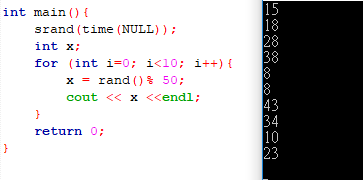 int main(){
srand(time(NULL));
int x;
for (int i=0; i<10; i++){
x = rand()% 50;
cout << x <<endl;
}
return 0;
}
15
18
28
38
8
8
43
34
10
23